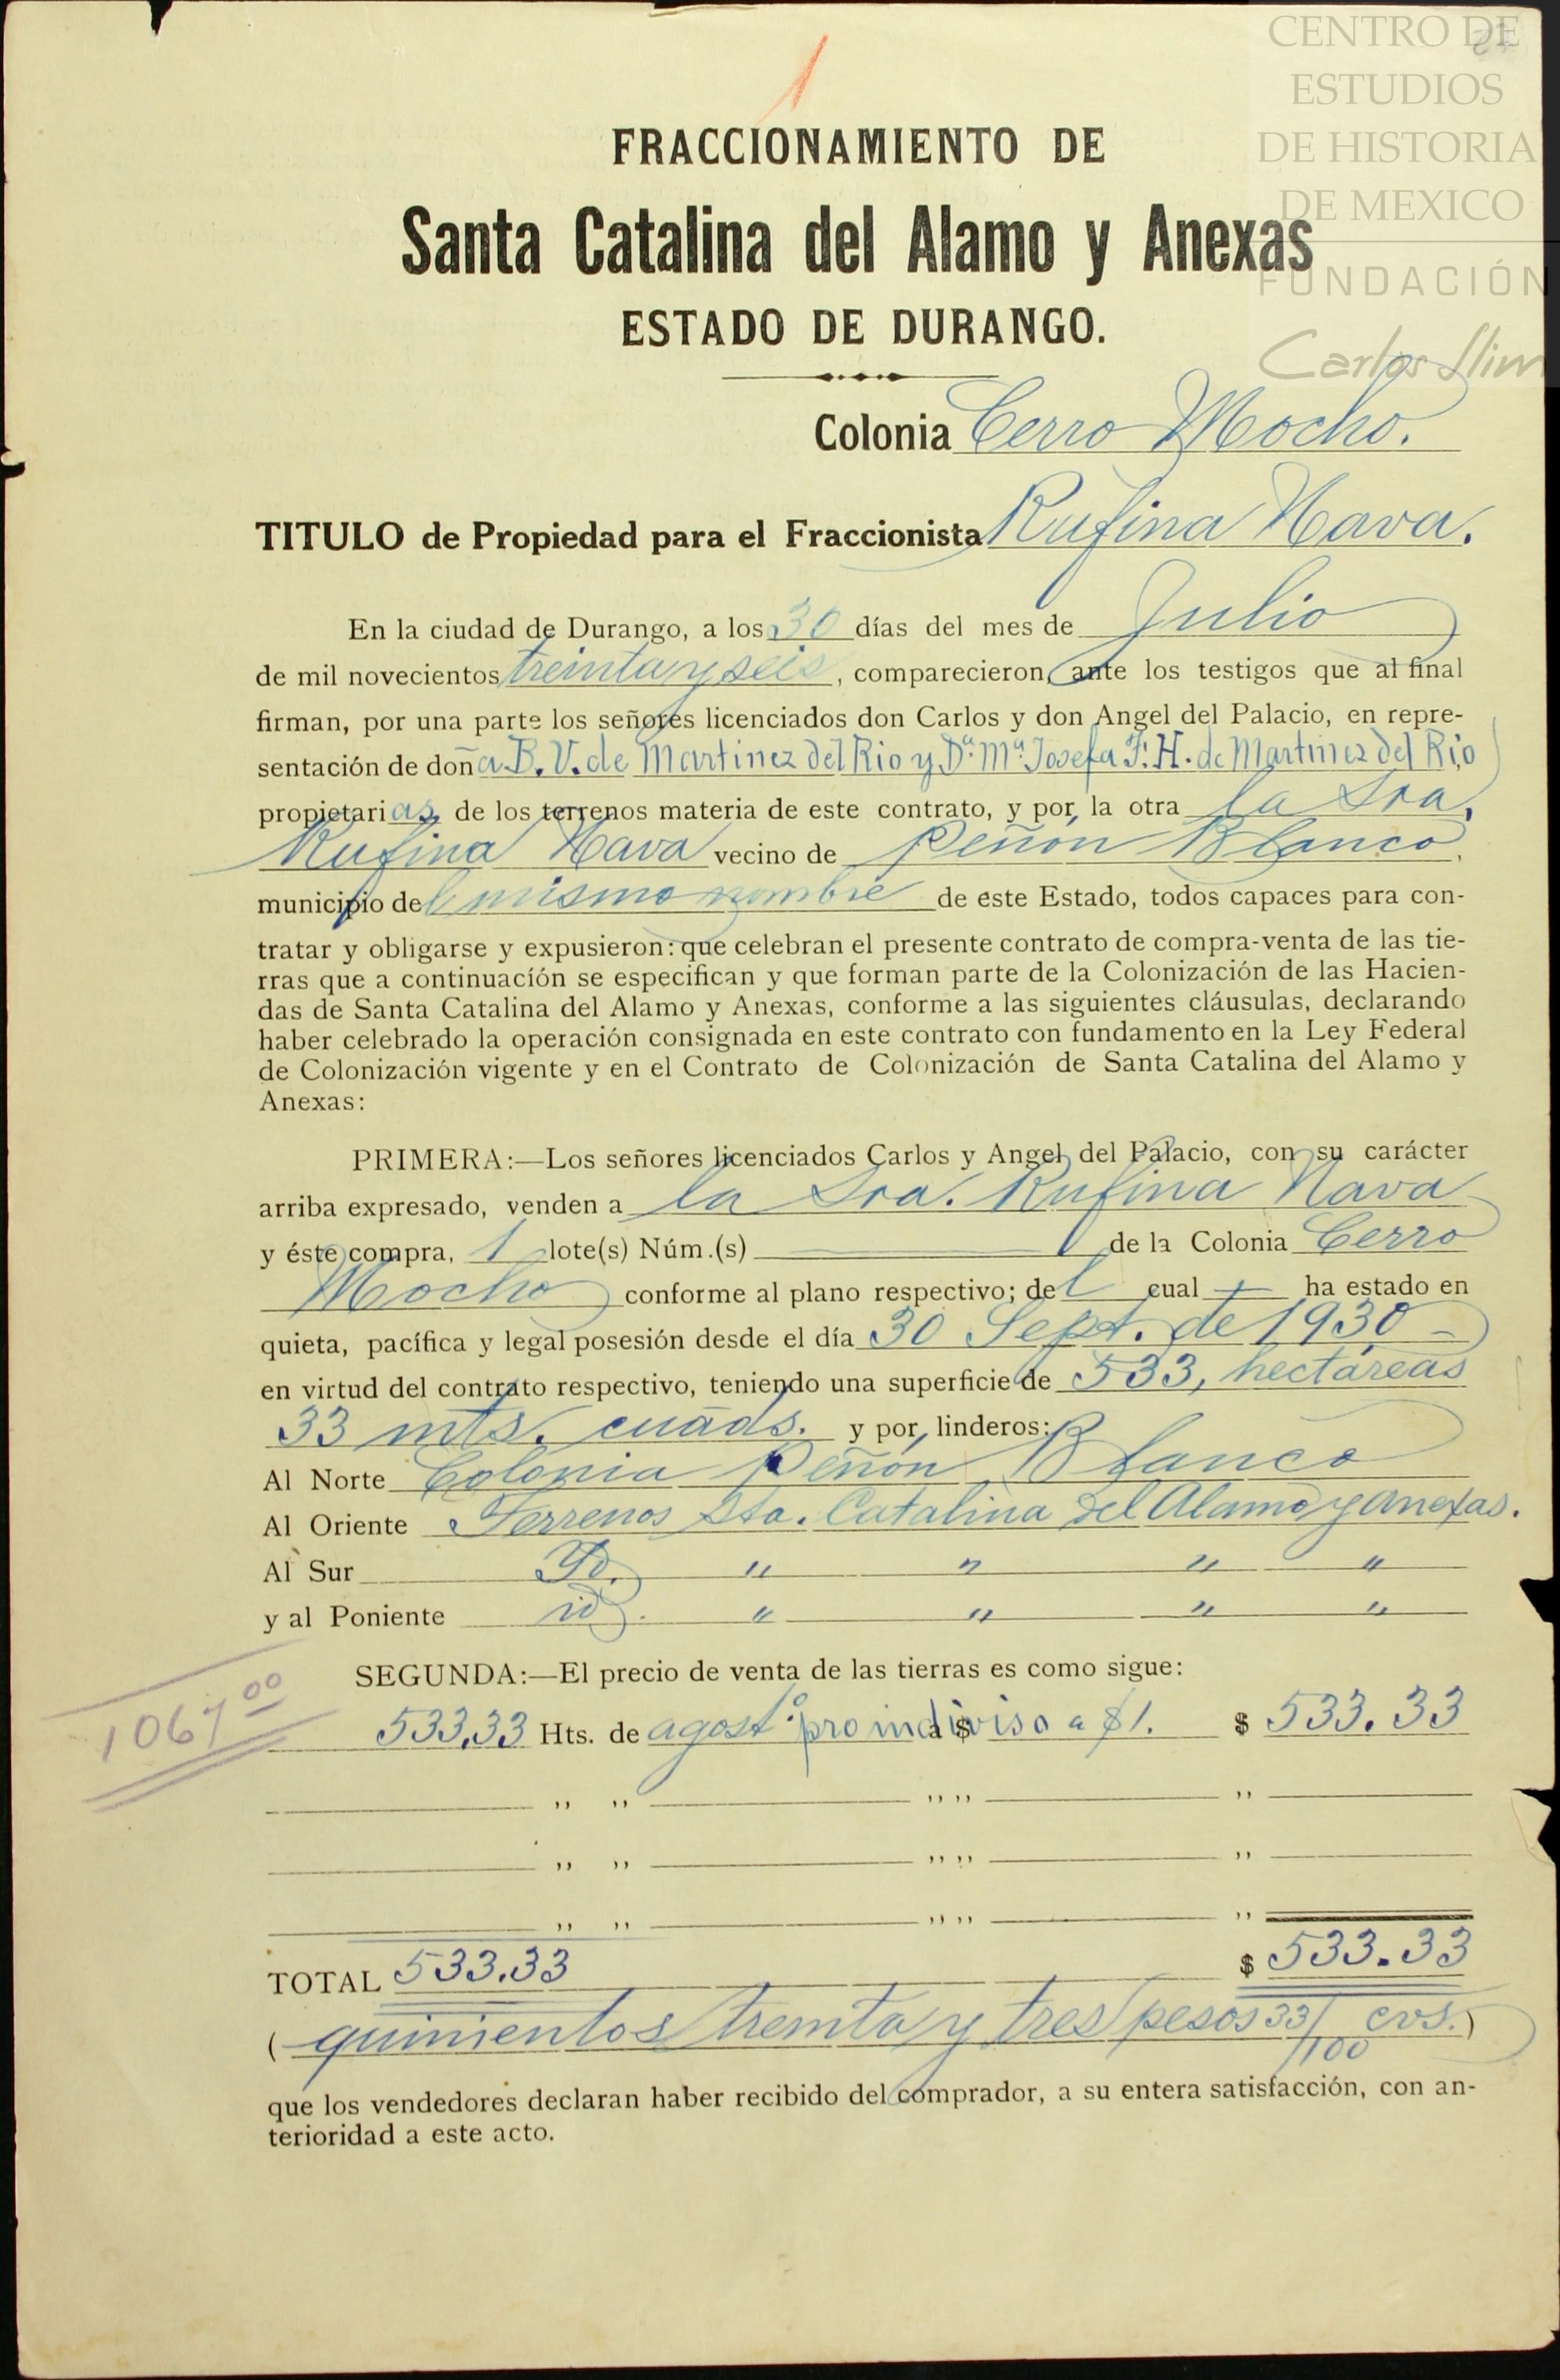 CENTRO DE
ESTUDIOS
DE HISTORIA
DE MEXICO
FUNDACIÓN
Carlos Slim
1
FRACCIONAMIENTO DE
Santa Catalina del Alamo y Anexas
ESTADO DE DURANGO.
Colonia Cerro Mocho.
TITULO de Propiedad para el Fraccionista Rufina Nava.
En la ciudad de Durango, a los 30 días del mes de Julio
de mil novecientos treinta y seis, comparecieron, ante los testigos que al final
firman, por una parte los señores licenciados don Carlos y don Angel del Palacio, en repre-
sentación de doña B. V. de Martinez del Rio y Dª. Mª. Josefa F. H. de Martinez del Rio
propietarias de los terrenos materia de este contrato, y por la otra la Sra.
Rufina Nava vecino de Peñón Blanco,
municipio del mismo nombre de este Estado, todos capaces para con-
tratar y obligarse y expusieron: que celebran el presente contrato de compra-venta de las tie-
rras que a continuacíón se especifican y que forman parte de la Colonización de las Hacien-
das de Santa Catalina del Alamo y Anexas, conforme a las siguientes cláusulas, declarando
haber celebrado la operación consignada en este contrato con fundamento en la Ley Federal
de Colonización vigente y en el Contrato de Colonización de Santa Catalina del Alamo y
Anexas:
PRIMERA:—Los señores licenciados Carlos y Angel del Palacio, con su carácter
arriba expresado, venden a la Sra. Rufina Nava
y éste compra, 1 lote(s) Núm.(s) de la Colonia Cerro
Mocho conforme al plano respectivo; del cual ha estado en
quieta, pacífica y legal posesión desde el día 30 Sept. de 1930
en virtud del contrato respectivo, teniendo una superficie de 533, hectáreas
33 mts. cuads. y por linderos:
Al Norte Colonia Peñón Blanco
Al Oriente Terrenos Sta. Catalina del Alamo y anexas.
Al Sur Id. " " " "
y al Poniente id. " " " "
SEGUNDA:—El precio de venta de las tierras es como sigue:
1067 00
533.33 Hts. de agostº. proindiviso a $ a $1. $ 533.33
,, ,, ,, ,, ,,
,, ,, ,, ,, ,,
,, ,, ,, ,, ,,
TOTAL 533.33 $ 533.33
( quinientos treinta y tres pesos 33/100 cvs.)
que los vendedores declaran haber recibido del comprador, a su entera satisfacción, con an-
terioridad a este acto.